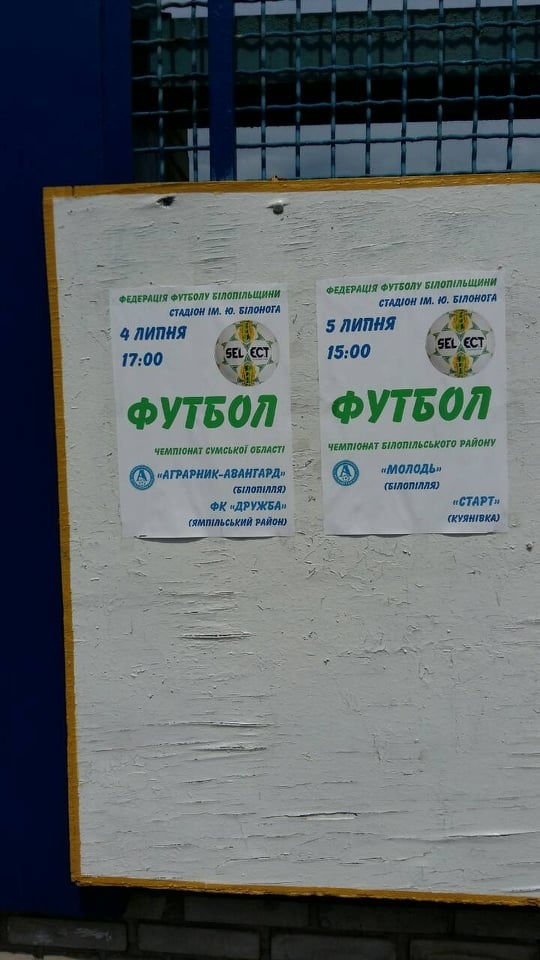 ФЕДЕРАЦІЯ ФУТБОЛУ БІЛОПІЛЬЩИНИ
СТАДІОН ІМ. Ю. БІЛОНОГА
4 ЛИПНЯ
17:00
SELECT
ФУТБОЛ
ЧЕМПІОНАТ СУМСЬКОЇ ОБЛАСТІ
А
«АГРАРНИК-АВАНГАРД»
(БІЛОПІЛЛЯ)
ФК «ДРУЖБА»
(ЯМПІЛЬСЬКИЙ РАЙОН)
ФЕДЕРАЦІЯ ФУТБОЛУ БІЛОПІЛЬЩИНИ
СТАДІОН ІМ. Ю. БІЛОНОГА
5 ЛИПНЯ
15:00
SELECT
ФУТБОЛ
ЧЕМПІОНАТ БІЛОПІЛЬСЬКОГО РАЙОНУ
А
«МОЛОДЬ»
(БІЛОПІЛЛЯ)
«СТАРТ»
(КУЯНІВКА)